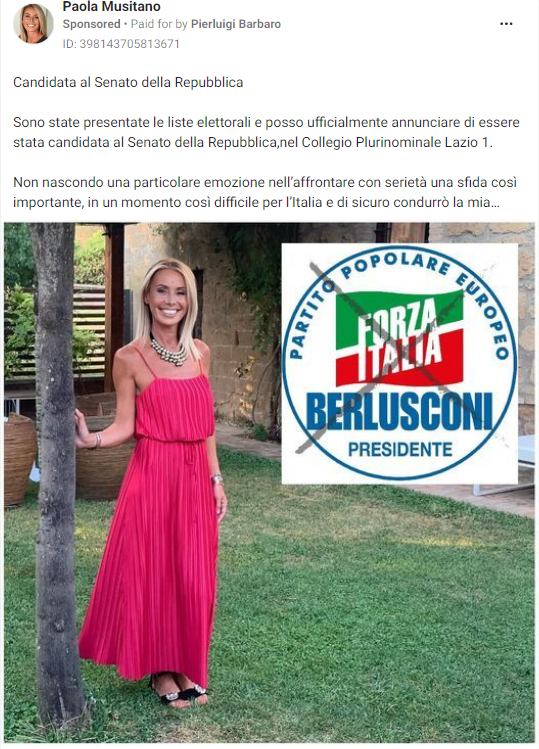 Paola Musitano
Sponsored • Paid for by Pierluigi Barbaro
ID: 398143705813671
Candidata al Senato della Repubblica
Sono state presentate le liste elettorali e posso ufficialmente annunciare di essere
stata candidata al Senato della Repubblica,nel Collegio Plurinominale Lazio 1.
Non nascondo una particolare emozione nell'affrontare con serietà una sfida così
importante, in un momento così difficile per l'Italia e di sicuro condurrò la mia...
PARTITO POPOLARE EUROPEO
FORZA
ITALIA
BERLUSCONI
PRESIDENTE